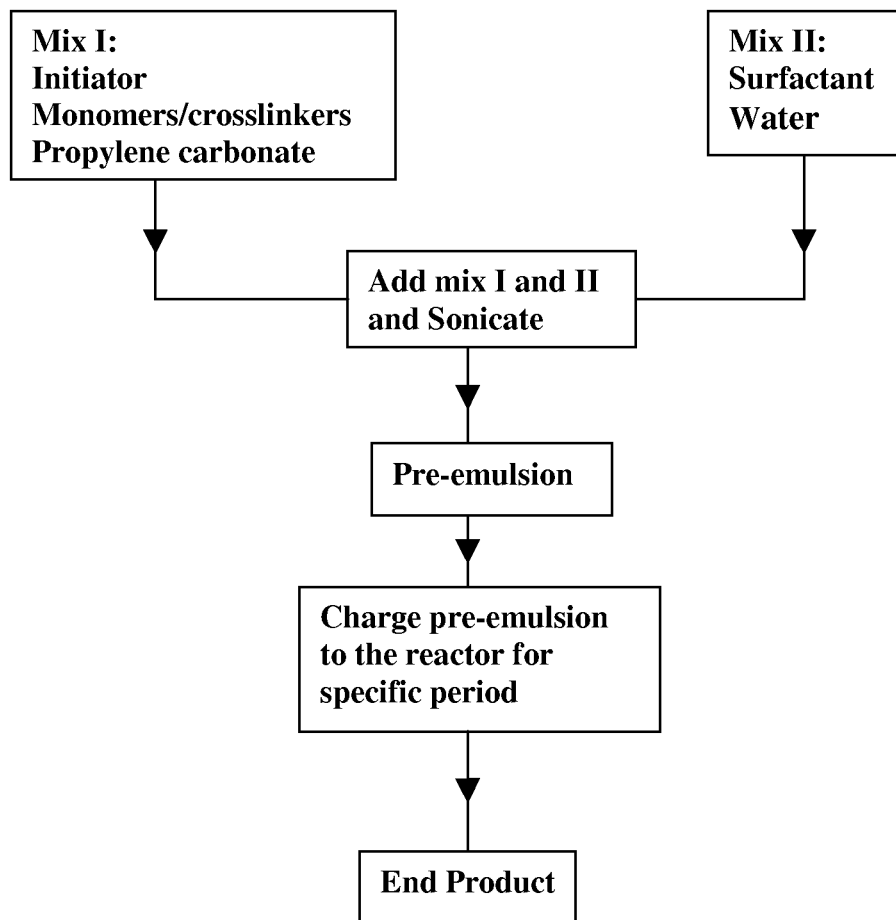 Mix I:
Initiator
Monomers/crosslinkers
Propylene carbonate
Mix II:
Surfactant
Water
Add mix I and II
and Sonicate
Pre-emulsion
Charge pre-emulsion
to the reactor for
specific period
End Product